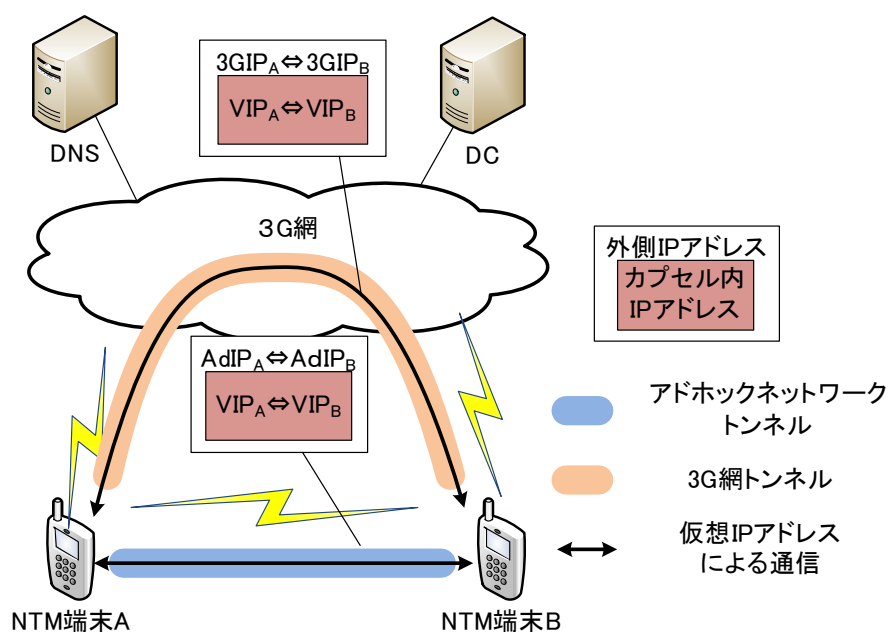 3GIPA⇔3GIPB
VIPA⇔VIPB
DNS
DC
３G網
外側IPアドレス
カプセル内
IPアドレス
AdIPA⇔AdIPB
VIPA⇔VIPB
アドホックネットワーク
トンネル
3G網トンネル
仮想IPアドレス
による通信
NTM端末A
NTM端末B